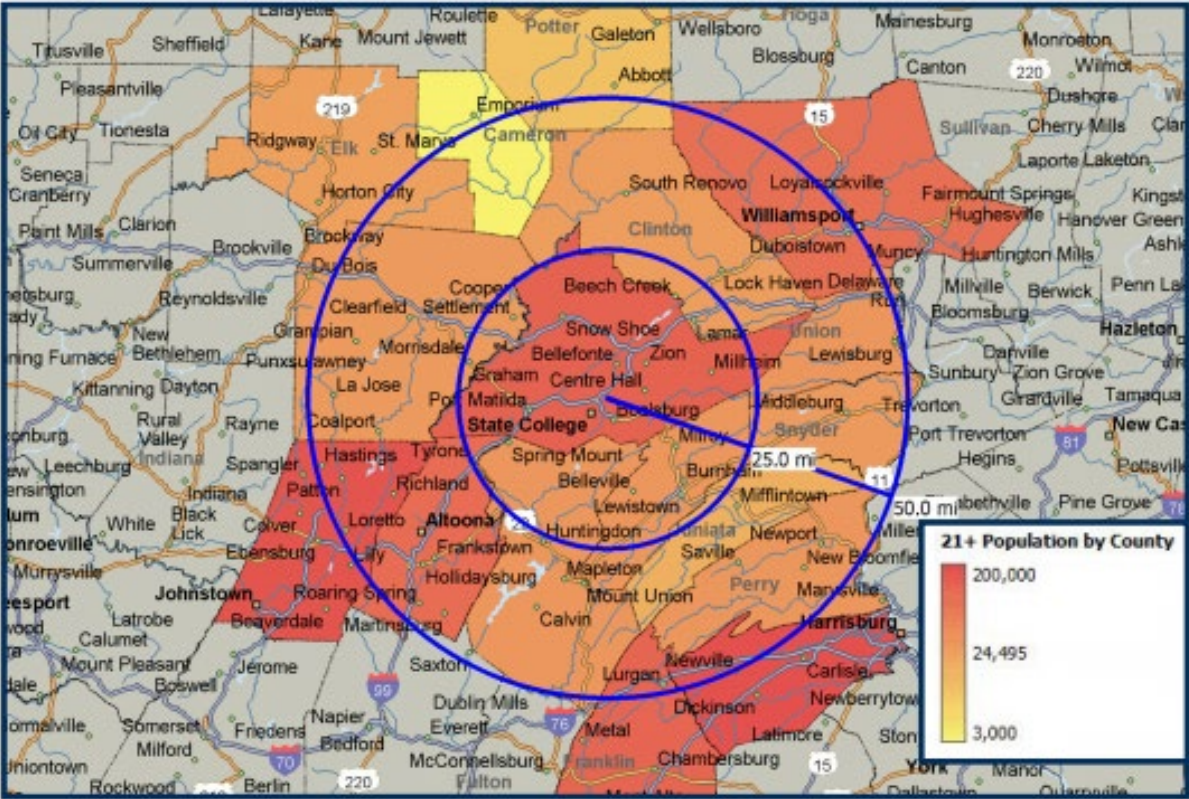 Lafayette
Roulette
Potter
Tioga
Mainesburg
Titusville
Sheffield
Kane
Mount Jewett
Galeton
Wellsboro
Blossburg
Monroeton
Pleasantville
Abbott
Canton
220
Wilmot
219
Emporium
15
Dushore
Oil City
Tionesta
Ridgway
Elk
St. Marys
Cameron
Sullivan
Cherry Mills
Laporte
Laketon
Seneca
Cranberry
Horton City
South Renovo
Loyalsockville
Fairmount Springs
Clarion
Williamsport
Hughesville
Hanover Green
Paint Mills
Brockway
Clinton
Duboistown
Muncy
Huntington Mills
Summerville
Brookville
Du Bois
Reynoldsville
Clearfield
Cooper
Settlement
Beech Creek
Lock Haven
Delaware
Run
Millville
Berwick
Bloomsburg
New
Bethlehem
Grampian
Snow Shoe
Lamar
Union
Hazleton
Punxsutawney
Morrisdale
Bellefonte
Zion
Millheim
Lewisburg
Danville
Kittanning
Dayton
La Jose
Graham
Centre Hall
Sunbury
Zion Grove
Girardville
Tamaqua
Rural
Valley
Rayne
Coalport
Port Matilda
Boalsburg
Middleburg
Trevorton
State College
Milroy
Snyder
Port Trevorton
81
Leechburg
Indiana
Spangler
Hastings
Tyrone
Spring Mount
25.0 mi
Hegins
Indiana
Patton
Richland
Belleville
Burnham
11
White
Black
Lick
Colver
Loretto
Altoona
22
Lewistown
Mifflintown
50.0 mi
Pine Grove
Ebensburg
Lilly
Frankstown
Huntingdon
Juniata
Newport
Saville
New Bloomfie
Murrysville
Hollidaysburg
Mapleton
Johnstown
Roaring Spring
Mount Union
Perry
Marysville
Latrobe
Beaverdale
Martinsburg
Calvin
Harrisburg
Calumet
Mount Pleasant
Jerome
Saxton
Lurgan
Newville
Carlisle
Boswell
99
Dublin Mills
Dickinson
Newberrytow
Somerset
Friedens
Napier
Everett
76
Metal
Latimore
Milford
Bedford
McConnellsburg
Franklin
Chambersburg
70
220
Fulton
15
York
Manor
Rockwood
Berlin
Dallastown
Quarryville
21+ Population by County
200,000
24,495
3,000